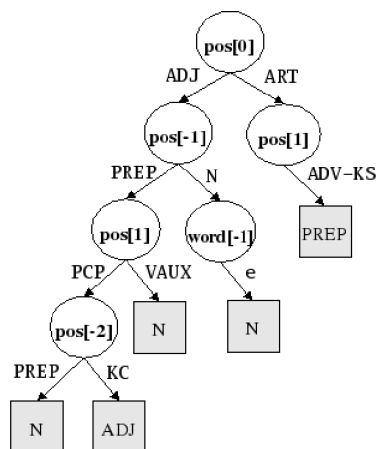 pos[0]
ADJ ART
pos[-1] pos[1]
PREP N ADV-KS
pos[1] word[-1] PREP
PCP VAUX e
pos[-2] N N
PREP KC
N ADJ